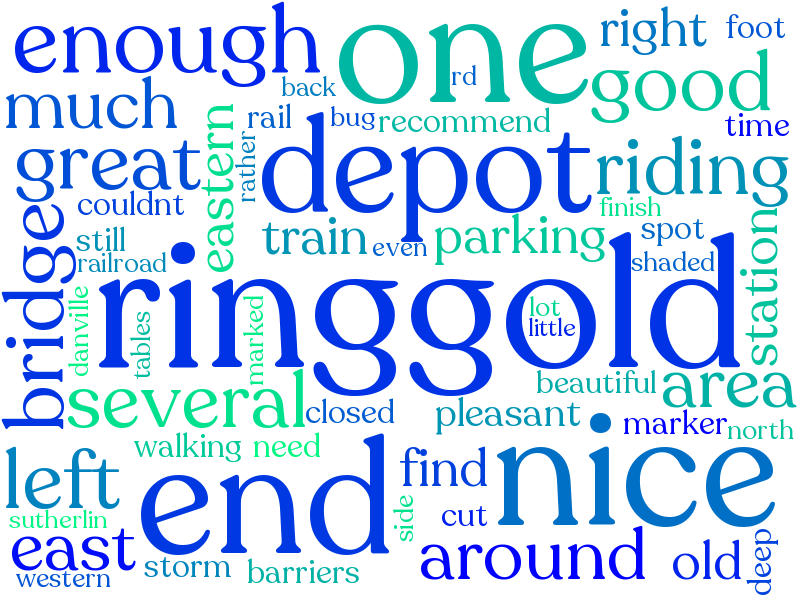 enough
one
right
foot
back
rd
good
much
rail
bug
recommend
time
great
eastern
rather
depot
riding
couldnt
finish
bridge
still
train
even
parking
spot
station
railroad
shaded
ringgold
danville
tables
marked
lot
little
several
closed
beautiful
area
pleasant
marker
north
walking
need
left
end
find
nice
sutherlin
side
cut
east
around
old
deep
western
storm
barriers